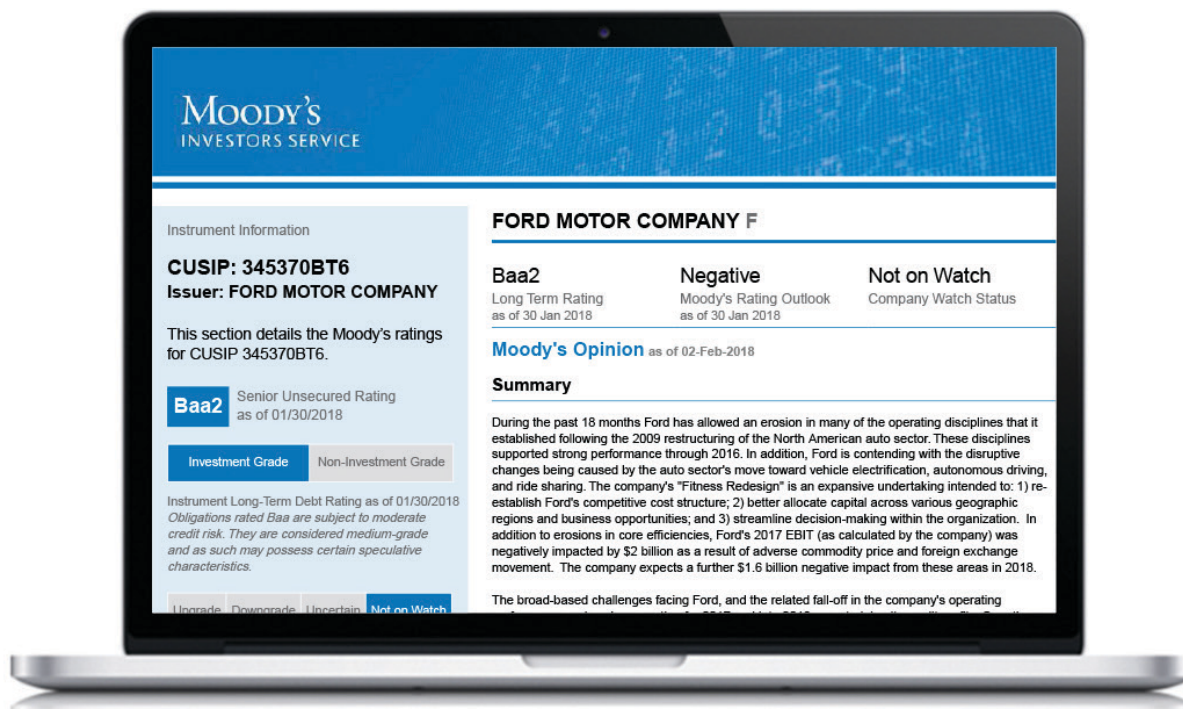 MOODY'S
INVESTORS SERVICE
Instrument Information
CUSIP: 345370BT6
Issuer: FORD MOTOR COMPANY
This section details the Moody's ratings
for CUSIP 345370BT6.
Baa2
Senior Unsecured Rating
as of 01/30/2018
Investment Grade
Non-Investment Grade
Instrument Long-Term Debt Rating as of 01/30/2018
Obligations rated Baa are subject to moderate
credit risk. They are considered medium-grade
and as such may possess certain speculative
characteristics.
Upgrade Downgrade Uncertain Not on Watch
FORD MOTOR COMPANY F
Baa2 Negative Not on Watch
Long Term Rating Moody's Rating Outlook Company Watch Status
as of 30 Jan 2018 as of 30 Jan 2018
Moody's Opinion as of 02-Feb-2018
Summary
During the past 18 months Ford has allowed an erosion in many of the operating disciplines that it
established following the 2009 restructuring of the North American auto sector. These disciplines
supported strong performance through 2016. In addition, Ford is contending with the disruptive
changes being caused by the auto sector's move toward vehicle electrification, autonomous driving,
and ride sharing. The company's "Fitness Redesign" is an expansive undertaking intended to: 1) re-
establish Ford's competitive cost structure; 2) better allocate capital across various geographic
regions and business opportunities; and 3) streamline decision-making within the organization. In
addition to erosions in core efficiencies, Ford's 2017 EBIT (as calculated by the company) was
negatively impacted by $2 billion as a result of adverse commodity price and foreign exchange
movement. The company expects a further $1.6 billion negative impact from these areas in 2018.
The broad-based challenges facing Ford, and the related fall-off in the company's operating